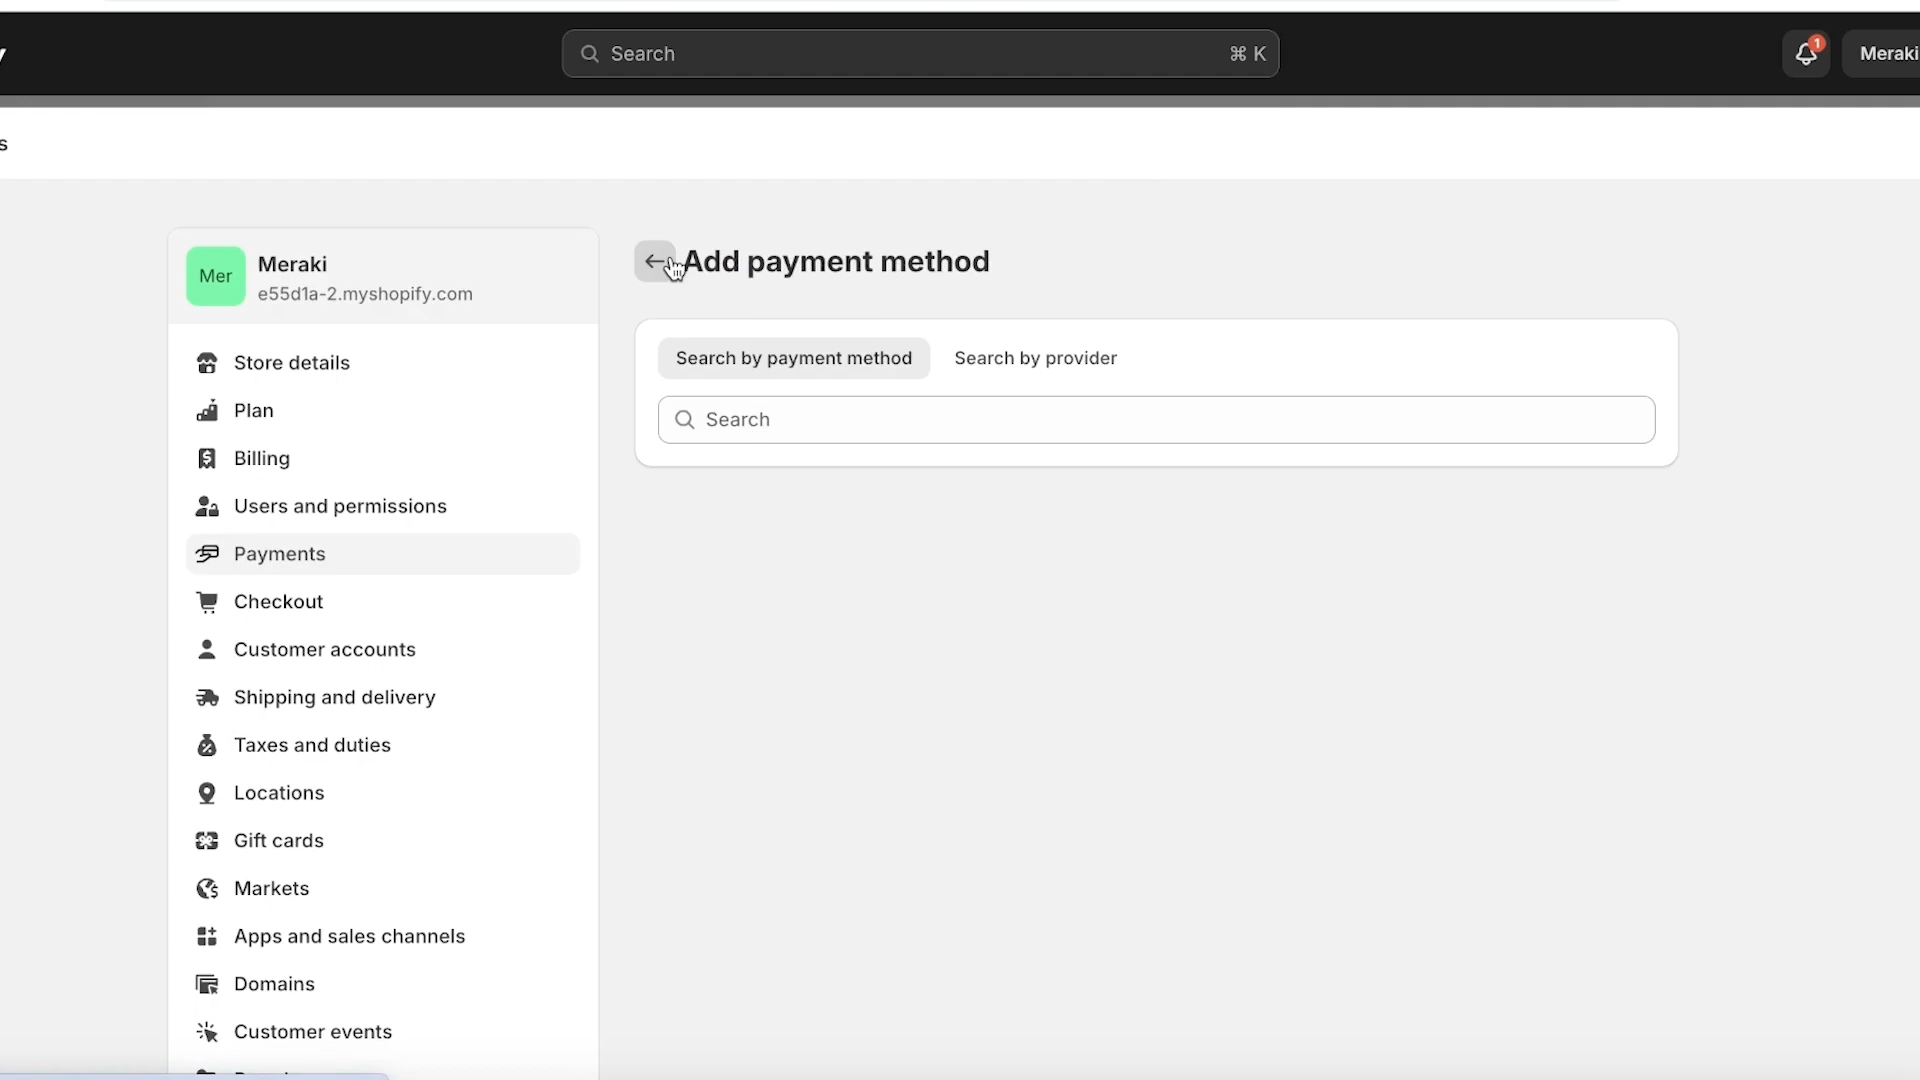 Search
⌘ K
1
Meraki
s
Mer
Meraki
e55d1a-2.myshopify.com
Store details
Plan
Billing
Users and permissions
Payments
Checkout
Customer accounts
Shipping and delivery
Taxes and duties
Locations
Gift cards
Markets
Apps and sales channels
Domains
Customer events
Add payment method
Search by payment method
Search by provider
Search